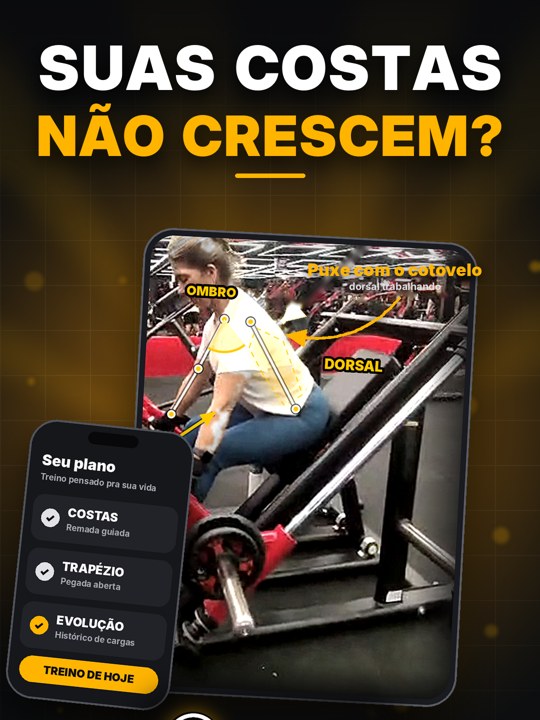 SUAS COSTAS
NÃO CRESCEM?
Puxe com o cotovelo
dorsal trabalhando
OMBRO
DORSAL
Seu plano
Treino pensado pra sua vida
COSTAS
Remada guiada
TRAPÉZIO
Pegada aberta
EVOLUÇÃO
Histórico de cargas
TREINO DE HOJE